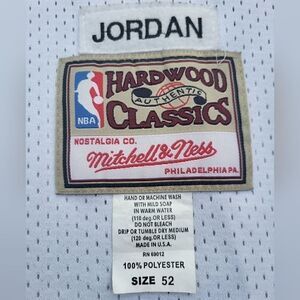 JORDAN
HARDWOOD
AUTHENTIC
CLASSICS
NBA
NOSTALGIA CO.
Mitchell & Ness
PHILADELPHIA PA.
HAND OR MACHINE WASH
WITH MILD SOAP
IN WARM WATER
(110 deg. OR LESS)
DO NOT BLEACH
DRIP OR TUMBLE DRY MEDIUM
(120 deg. OR LESS)
MADE IN U.S.A.
RN 69012
100% POLYESTER
SIZE 52